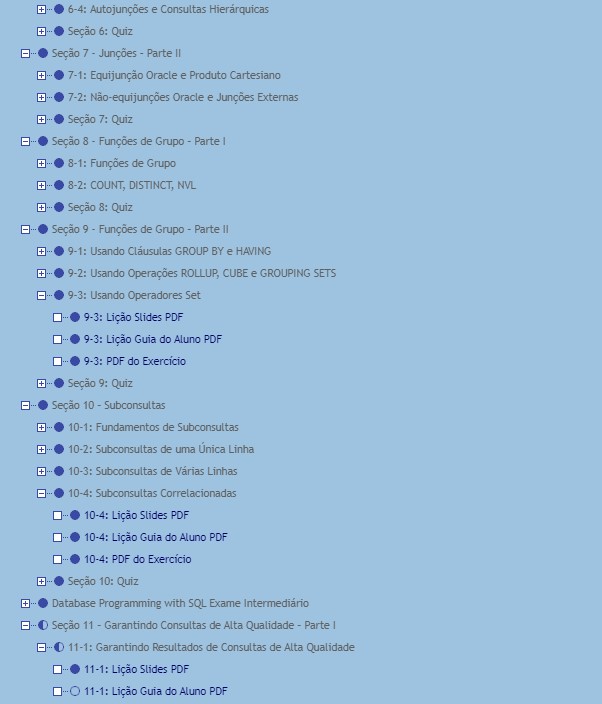 6-4: Autojunções e Consultas Hierárquicas
Seção 6: Quiz
Seção 7 - Junções - Parte II
7-1: Equijunção Oracle e Produto Cartesiano
7-2: Não-equijunções Oracle e Junções Externas
Seção 7: Quiz
Seção 8 - Funções de Grupo - Parte I
8-1: Funções de Grupo
8-2: COUNT, DISTINCT, NVL
Seção 8: Quiz
Seção 9 - Funções de Grupo - Parte II
9-1: Usando Cláusulas GROUP BY e HAVING
9-2: Usando Operações ROLLUP, CUBE e GROUPING SETS
9-3: Usando Operadores Set
9-3: Lição Slides PDF
9-3: Lição Guia do Aluno PDF
9-3: PDF do Exercício
Seção 9: Quiz
Seção 10 - Subconsultas
10-1: Fundamentos de Subconsultas
10-2: Subconsultas de uma Única Linha
10-3: Subconsultas de Várias Linhas
10-4: Subconsultas Correlacionadas
10-4: Lição Slides PDF
10-4: Lição Guia do Aluno PDF
10-4: PDF do Exercício
Seção 10: Quiz
Database Programming with SQL Exame Intermediário
Seção 11 - Garantindo Consultas de Alta Qualidade - Parte I
11-1: Garantindo Resultados de Consultas de Alta Qualidade
11-1: Lição Slides PDF
11-1: Lição Guia do Aluno PDF